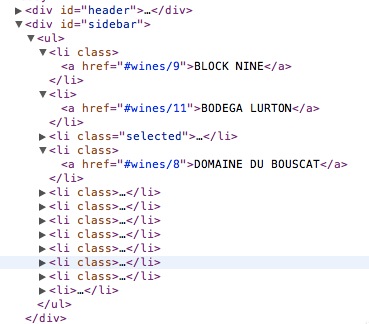 ▶<div id="header">…</div>
▼<div id="sidebar">
▼<ul>
▼<li class>
<a href="#wines/9">BLOCK NINE</a>
</li>
▼<li>
<a href="#wines/11">BODEGA LURTON</a>
</li>
▶<li class="selected">…</li>
▼<li class>
<a href="#wines/8">DOMAINE DU BOUSCAT</a>
</li>
▶<li class>…</li>
▶<li class>…</li>
▶<li class>…</li>
▶<li class>…</li>
▶<li class>…</li>
▶<li class>…</li>
▶<li class>…</li>
▶<li>…</li>
</ul>
</div>